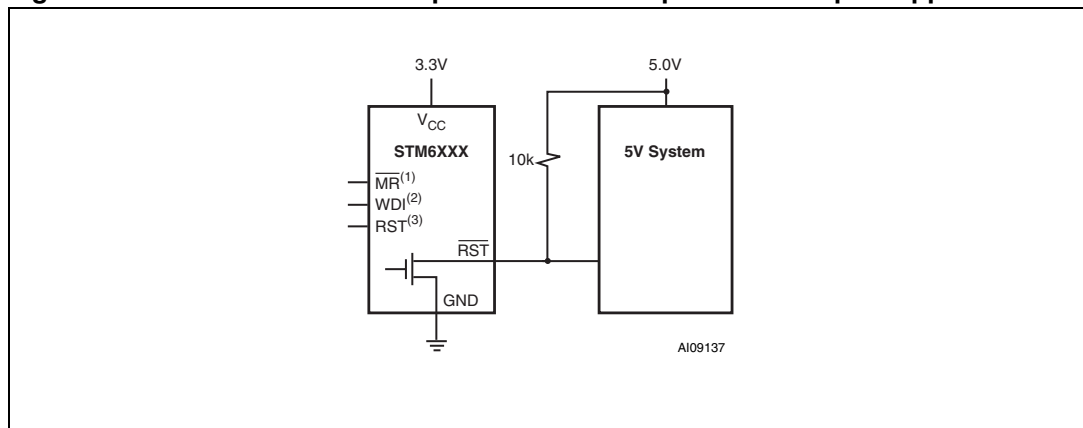 3.3V
5.0V
VCC
STM6XXX
5V System
10k
MR(1)
WDI(2)
RST(3)
RST
GND
AI09137